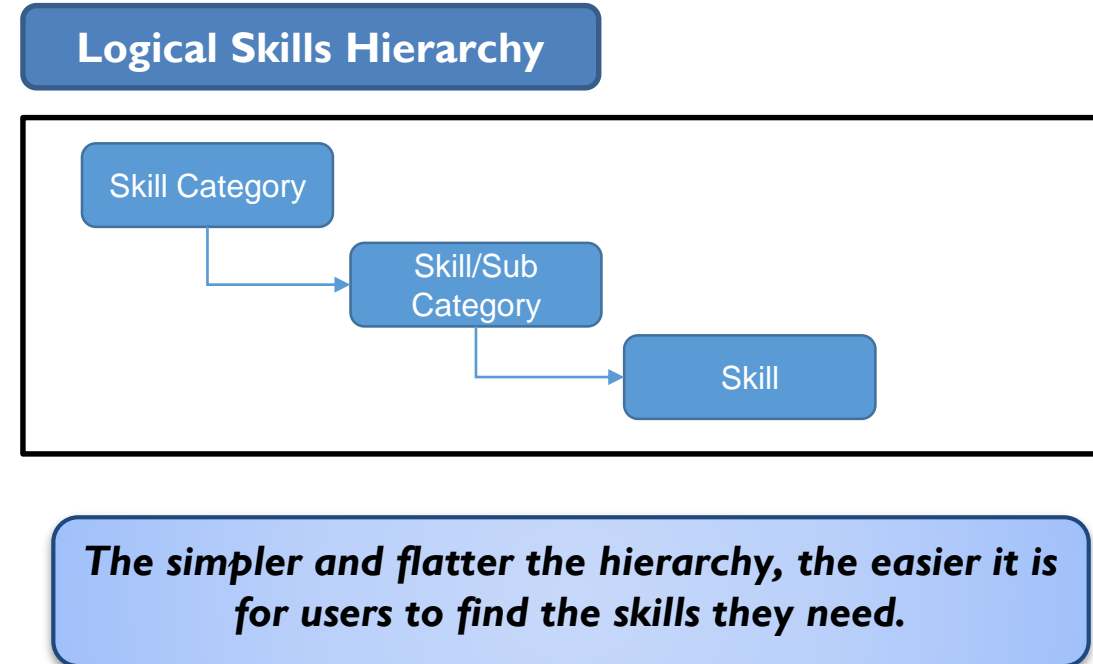 Logical Skills Hierarchy
Skill Category
Skill/Sub
Category
Skill
The simpler and flatter the hierarchy, the easier it is
for users to find the skills they need.